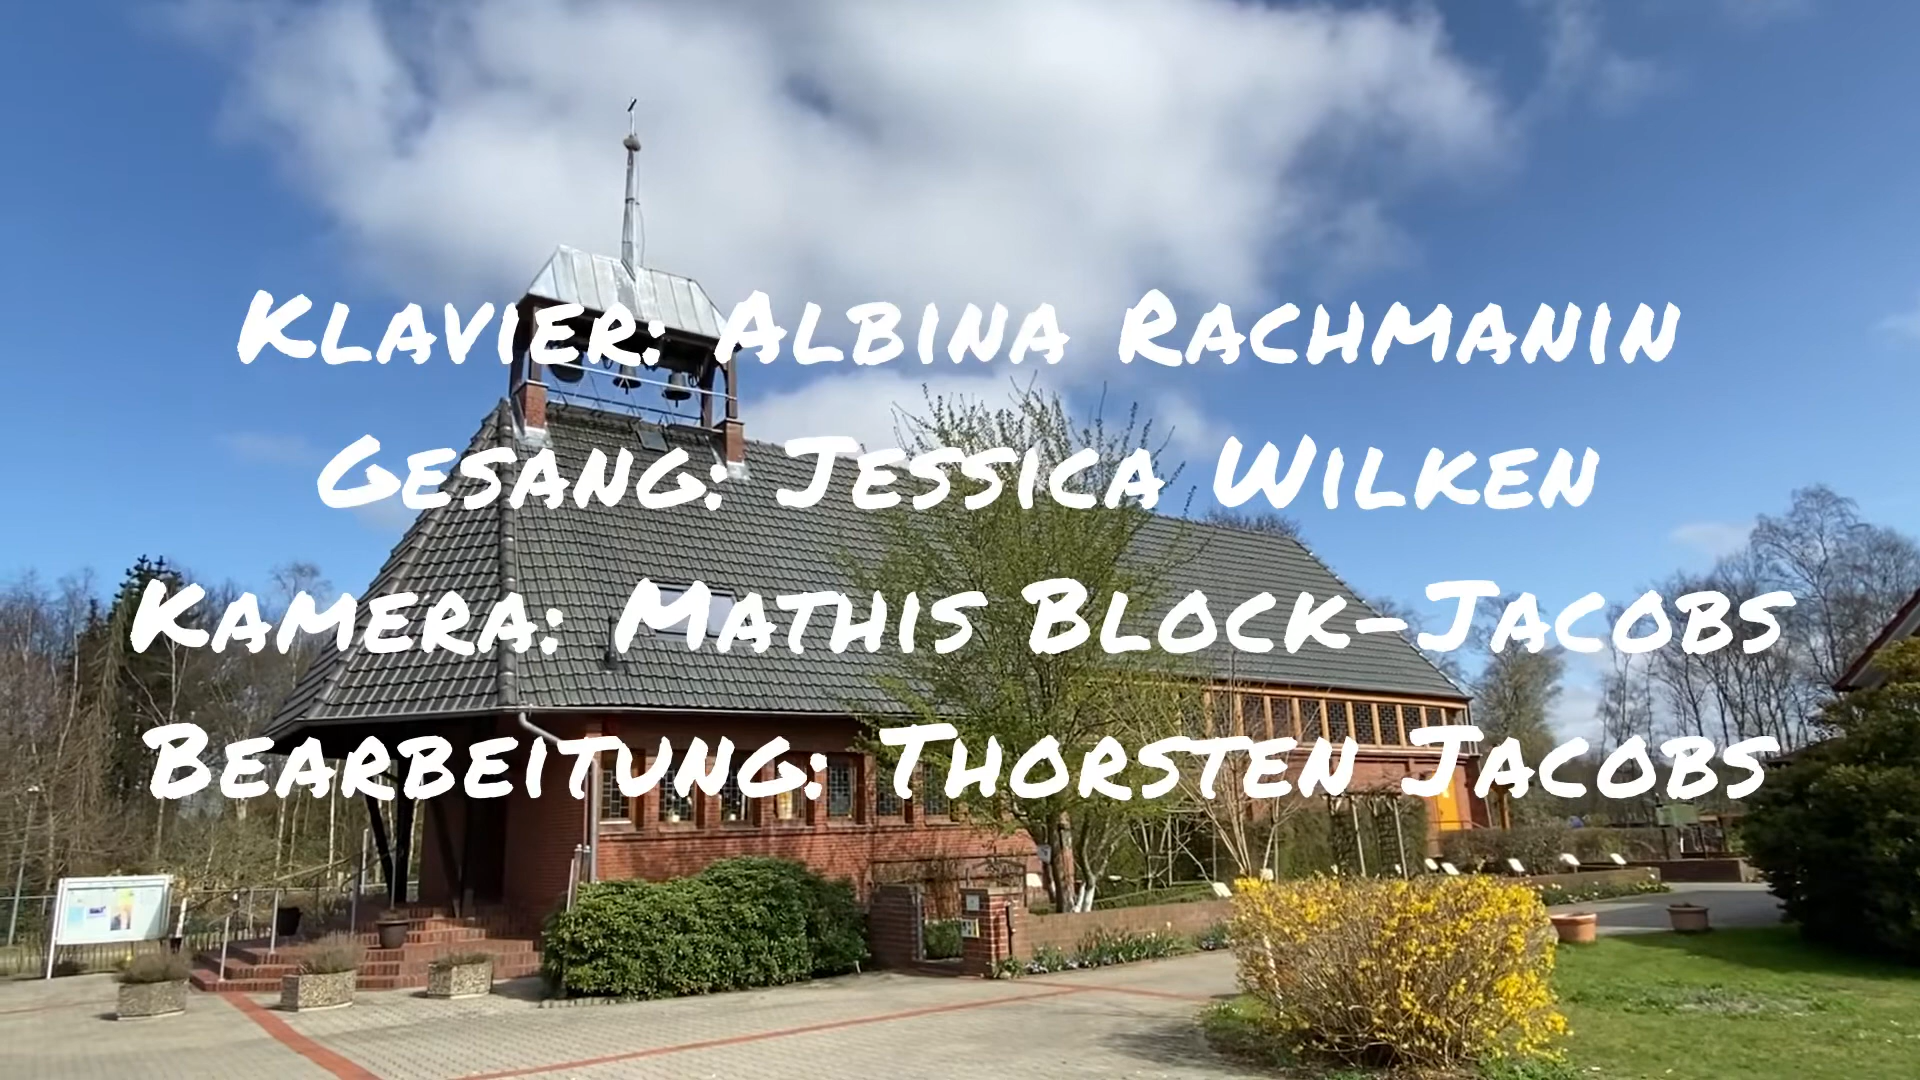 Klavier: Albina Rachmanin
Gesang: Jessica Wilken
Kamera: Mathis Block-Jacobs
Bearbeitung: Thorsten Jacobs